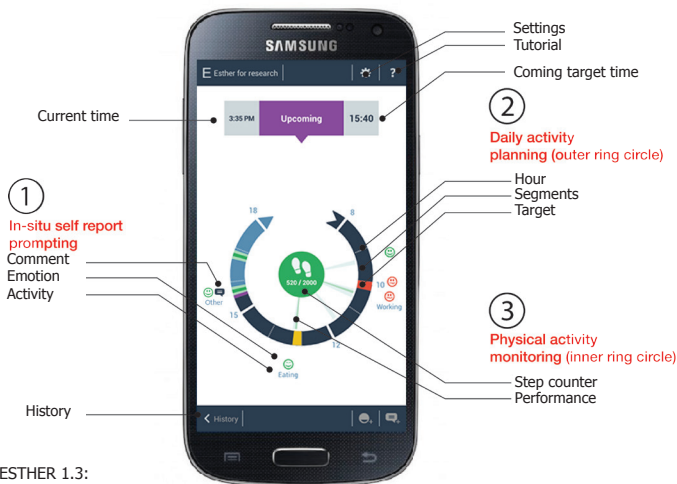 Settings
Tutorial
Coming target time
SAMSUNG
E Esther for research
?
Current time
3:35 PM
Upcoming
15:40
2
Daily activity
planning (outer ring circle)
Hour
Segments
Target
1
In-situ self report
prompting
Comment
Emotion
Activity
18
8
520 / 2000
10
Working
Other
15
12
Eating
3
Physical activity
monitoring (inner ring circle)
Step counter
Performance
History
< History
ESTHER 1.3: